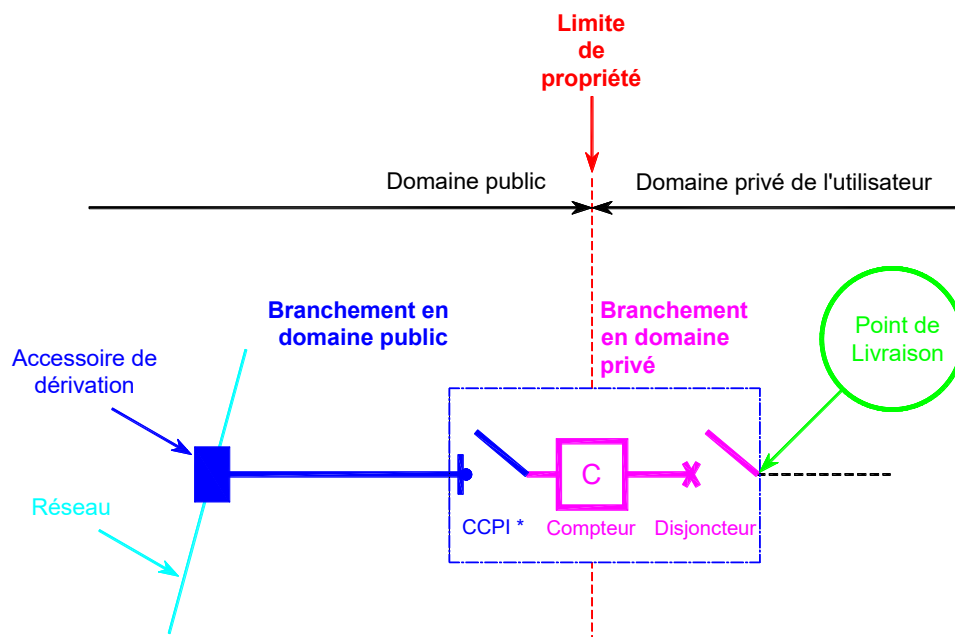 Limite
de
propriété
Domaine public
Domaine privé de l'utilisateur
Branchement en
domaine public
Branchement
en domaine
privé
Point de
Livraison
Accessoire de
dérivation
Réseau
C
CCPI *
Compteur
Disjoncteur